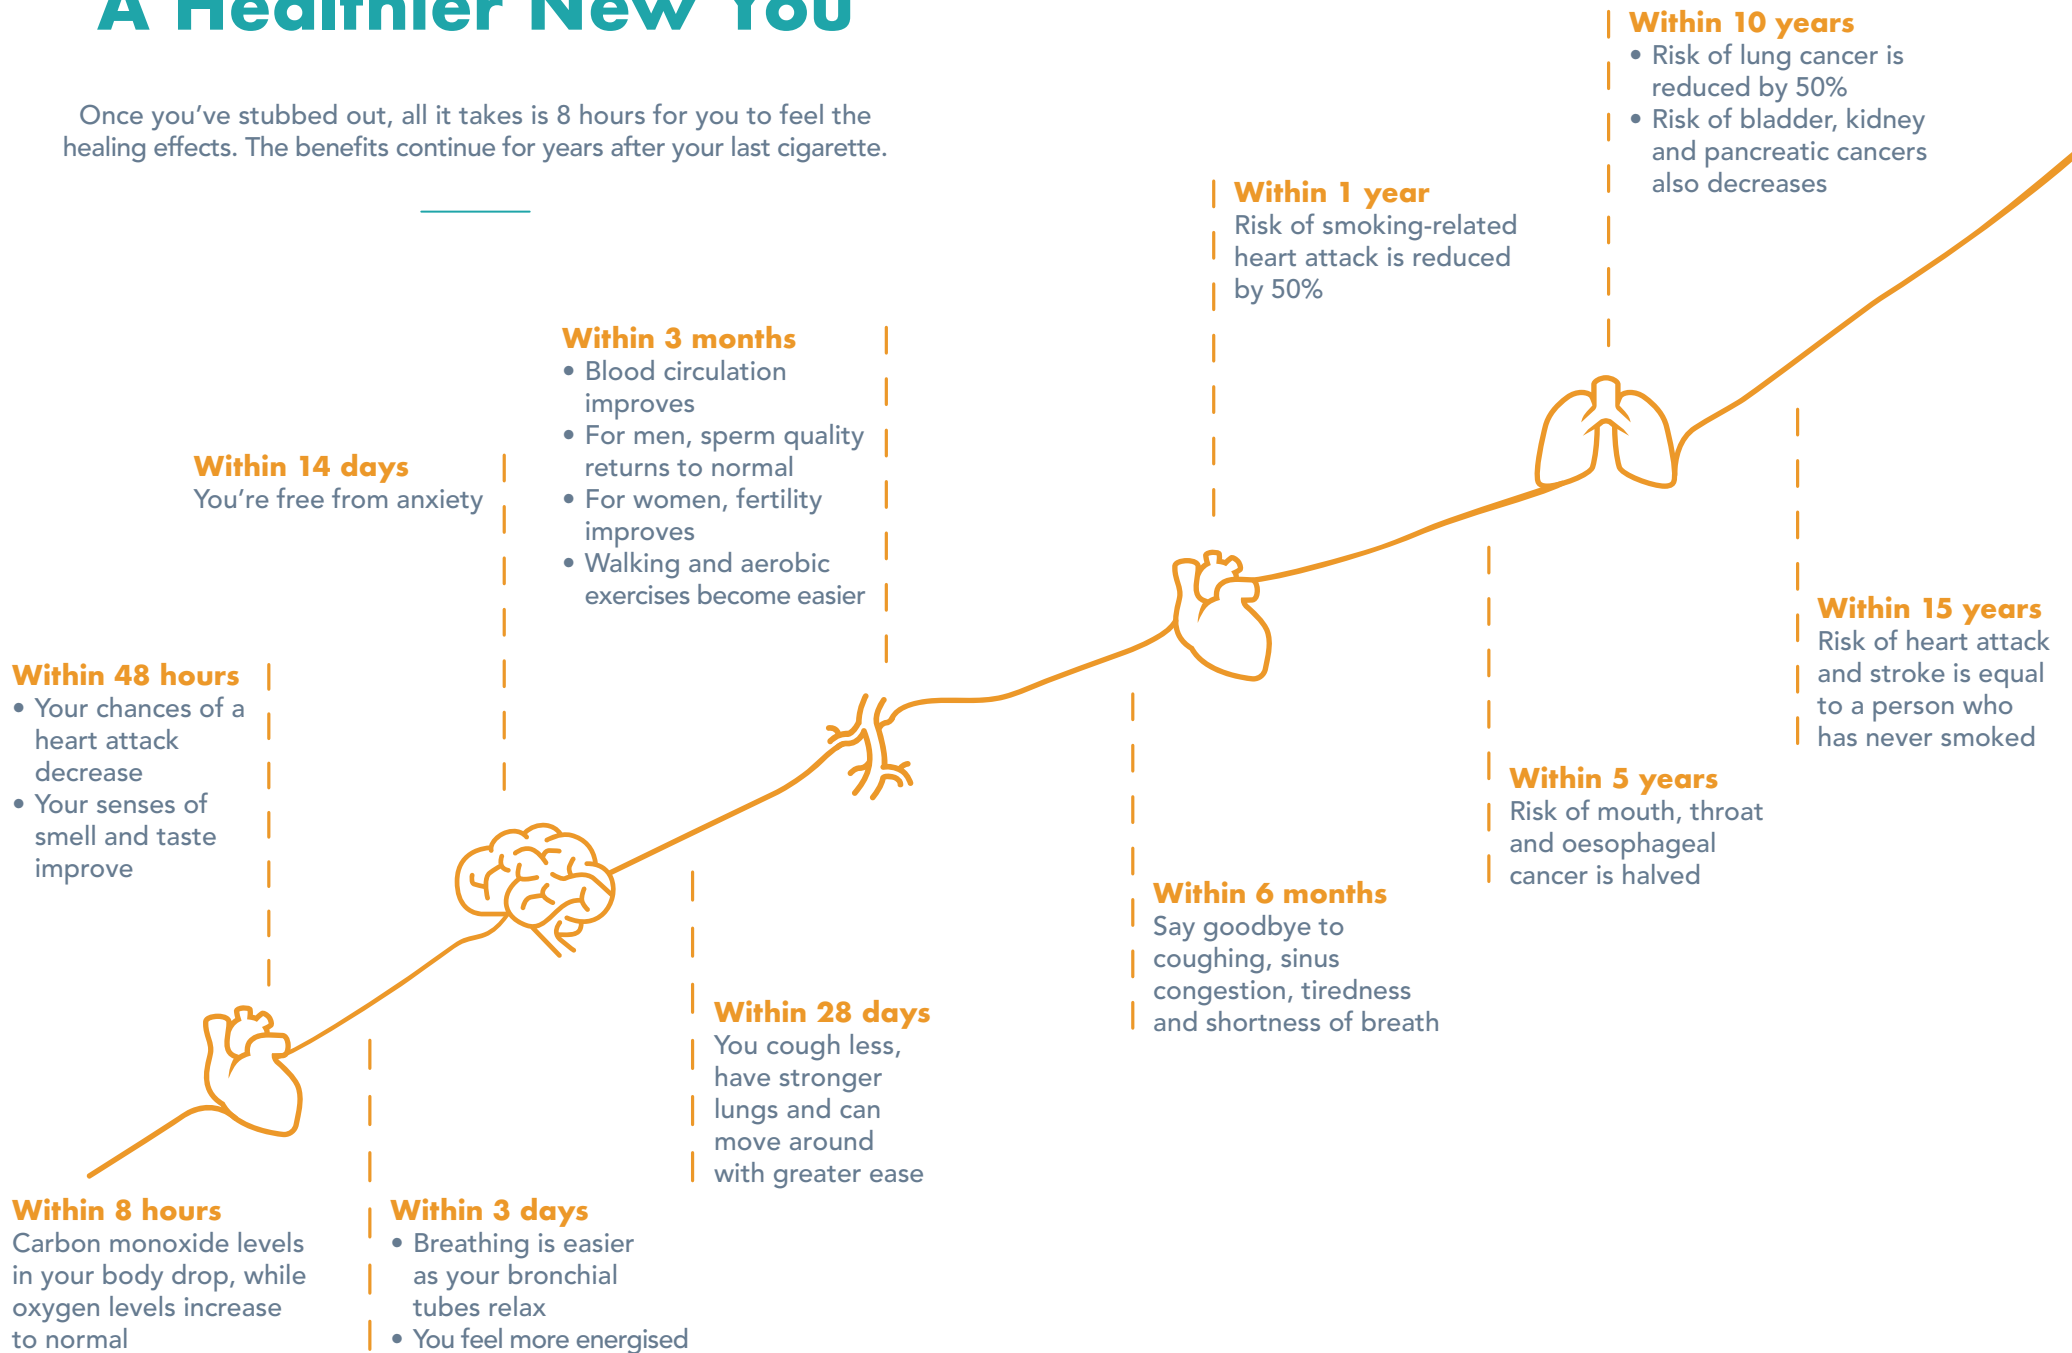 A Healthier New You
Once you've stubbed out, all it takes is 8 hours for you to feel the
healing effects. The benefits continue for years after your last cigarette.
Within 8 hours
Carbon monoxide levels
in your body drop, while
oxygen levels increase
to normal
Within 48 hours
• Your chances of a
heart attack
decrease
• Your senses of
smell and taste
improve
Within 3 days
• Breathing is easier
as your bronchial
tubes relax
• You feel more energised
Within 14 days
You're free from anxiety
Within 28 days
You cough less,
have stronger
lungs and can
move around
with greater ease
Within 3 months
• Blood circulation
improves
• For men, sperm quality
returns to normal
• For women, fertility
improves
• Walking and aerobic
exercises become easier
Within 6 months
Say goodbye to
coughing, sinus
congestion, tiredness
and shortness of breath
Within 1 year
Risk of smoking-related
heart attack is reduced
by 50%
Within 5 years
Risk of mouth, throat
and oesophageal
cancer is halved
Within 10 years
• Risk of lung cancer is
reduced by 50%
• Risk of bladder, kidney
and pancreatic cancers
also decreases
Within 15 years
Risk of heart attack
and stroke is equal
to a person who
has never smoked